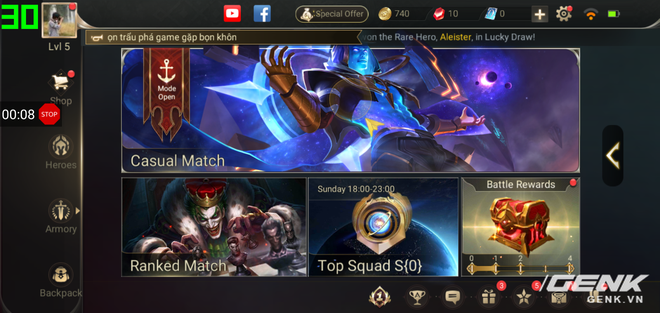 30
Special Offer
740
10
0
ọn trấu phá game gặp bọn khôn
on the Rare Hero, Aleister, in Lucky Draw!
Lvl 5
Shop
00:08 STOP
Heroes
Armory
Backpack
Mode
Open
Casual Match
Ranked Match
Sunday 18:00-23:00
Top Squad S{0}
Battle Rewards
0 1 2 4
1
3
5
GENK
GENK.VN